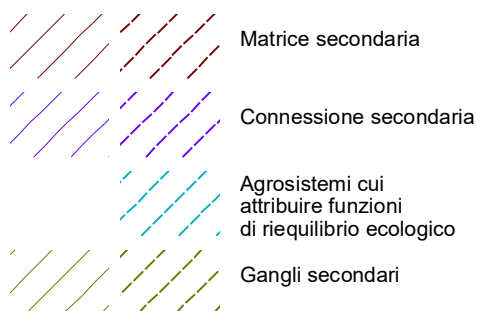 Matrice secondaria
Connessione secondaria
Agrosistemi cui
attribuire funzioni
di riequilibrio ecologico
Gangli secondari